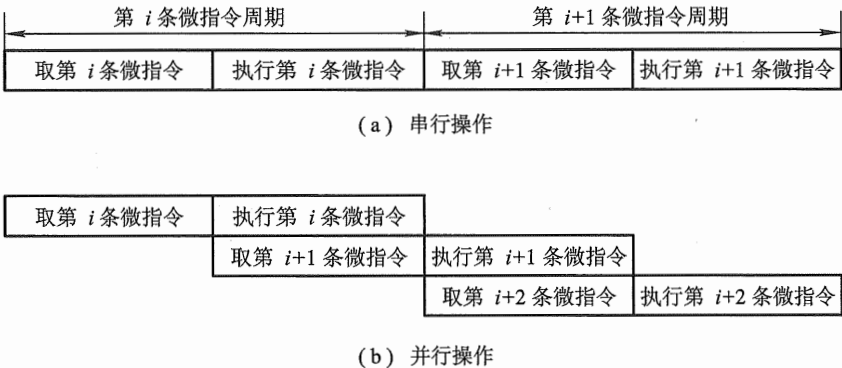 第 i 条微指令周期 第 i+1 条微指令周期
取第 i 条微指令 执行第 i 条微指令 取第 i+1 条微指令 执行第 i+1 条微指令
(a) 串行操作
取第 i 条微指令 执行第 i 条微指令
取第 i+1 条微指令 执行第 i+1 条微指令
取第 i+2 条微指令 执行第 i+2 条微指令
(b) 并行操作